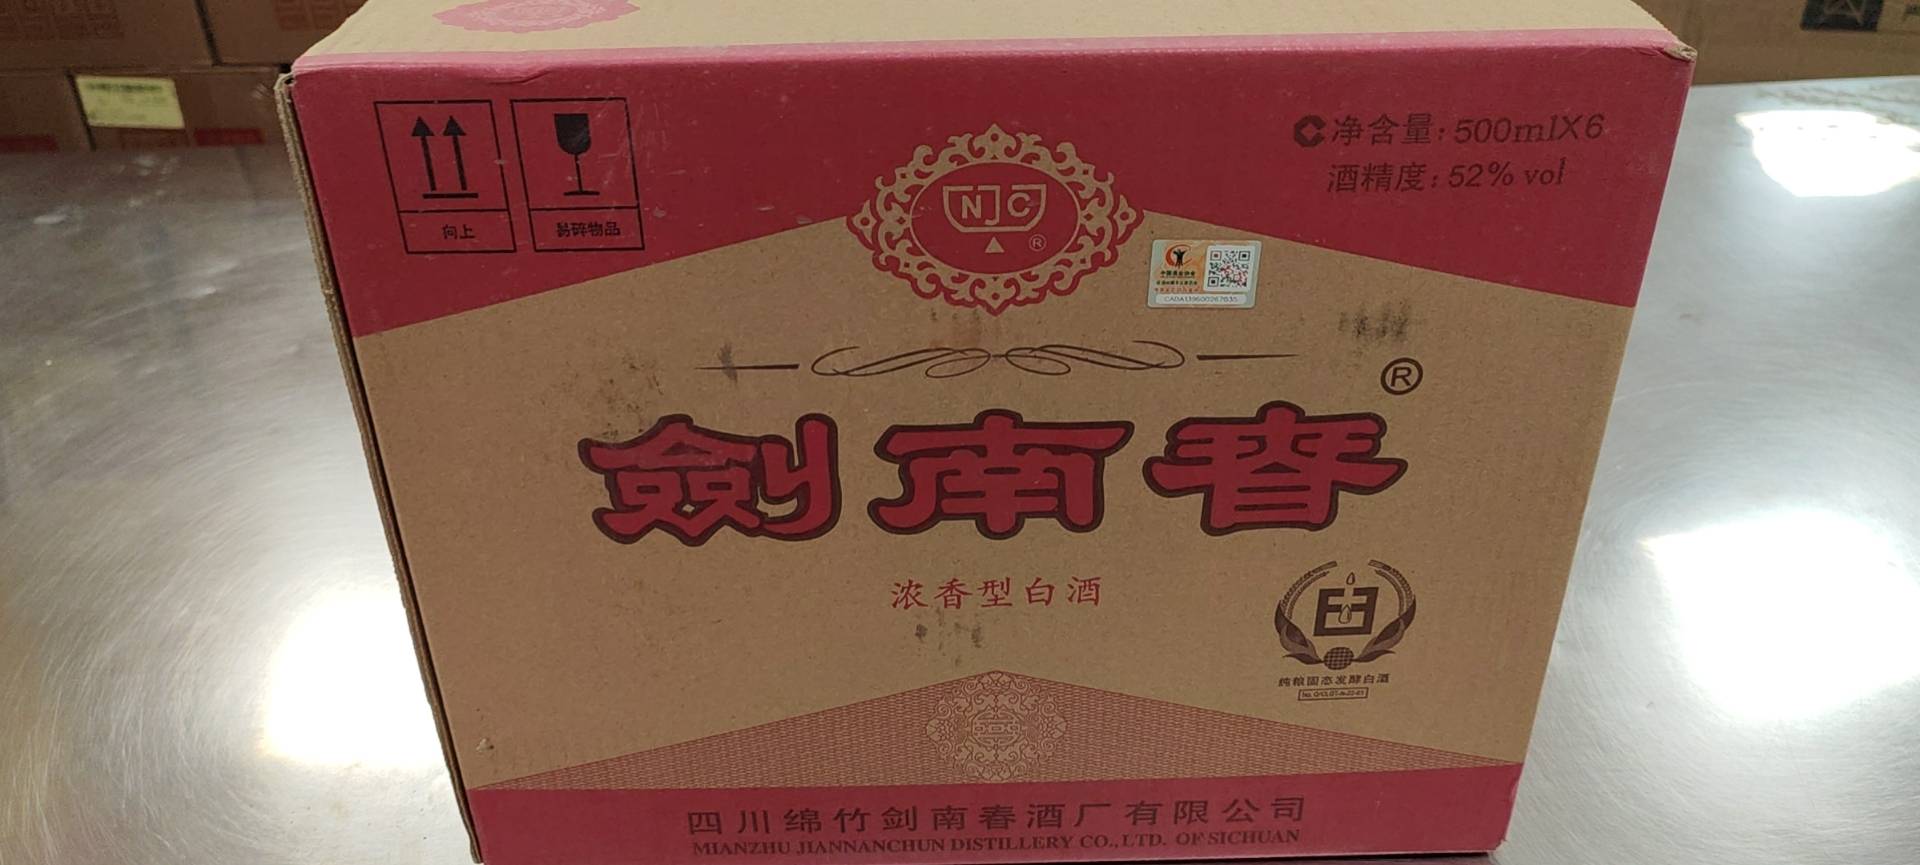 向上
易碎物品
NJC
®
净含量: 500mlX6
酒精度: 52% vol
CADA139600267035
®
劍南春
浓香型白酒
纯粮固态发酵白酒
四川绵竹剑南春酒厂有限公司
MIANZHU JIANNANCHUN DISTILLERY CO., LTD. OF SICHUAN